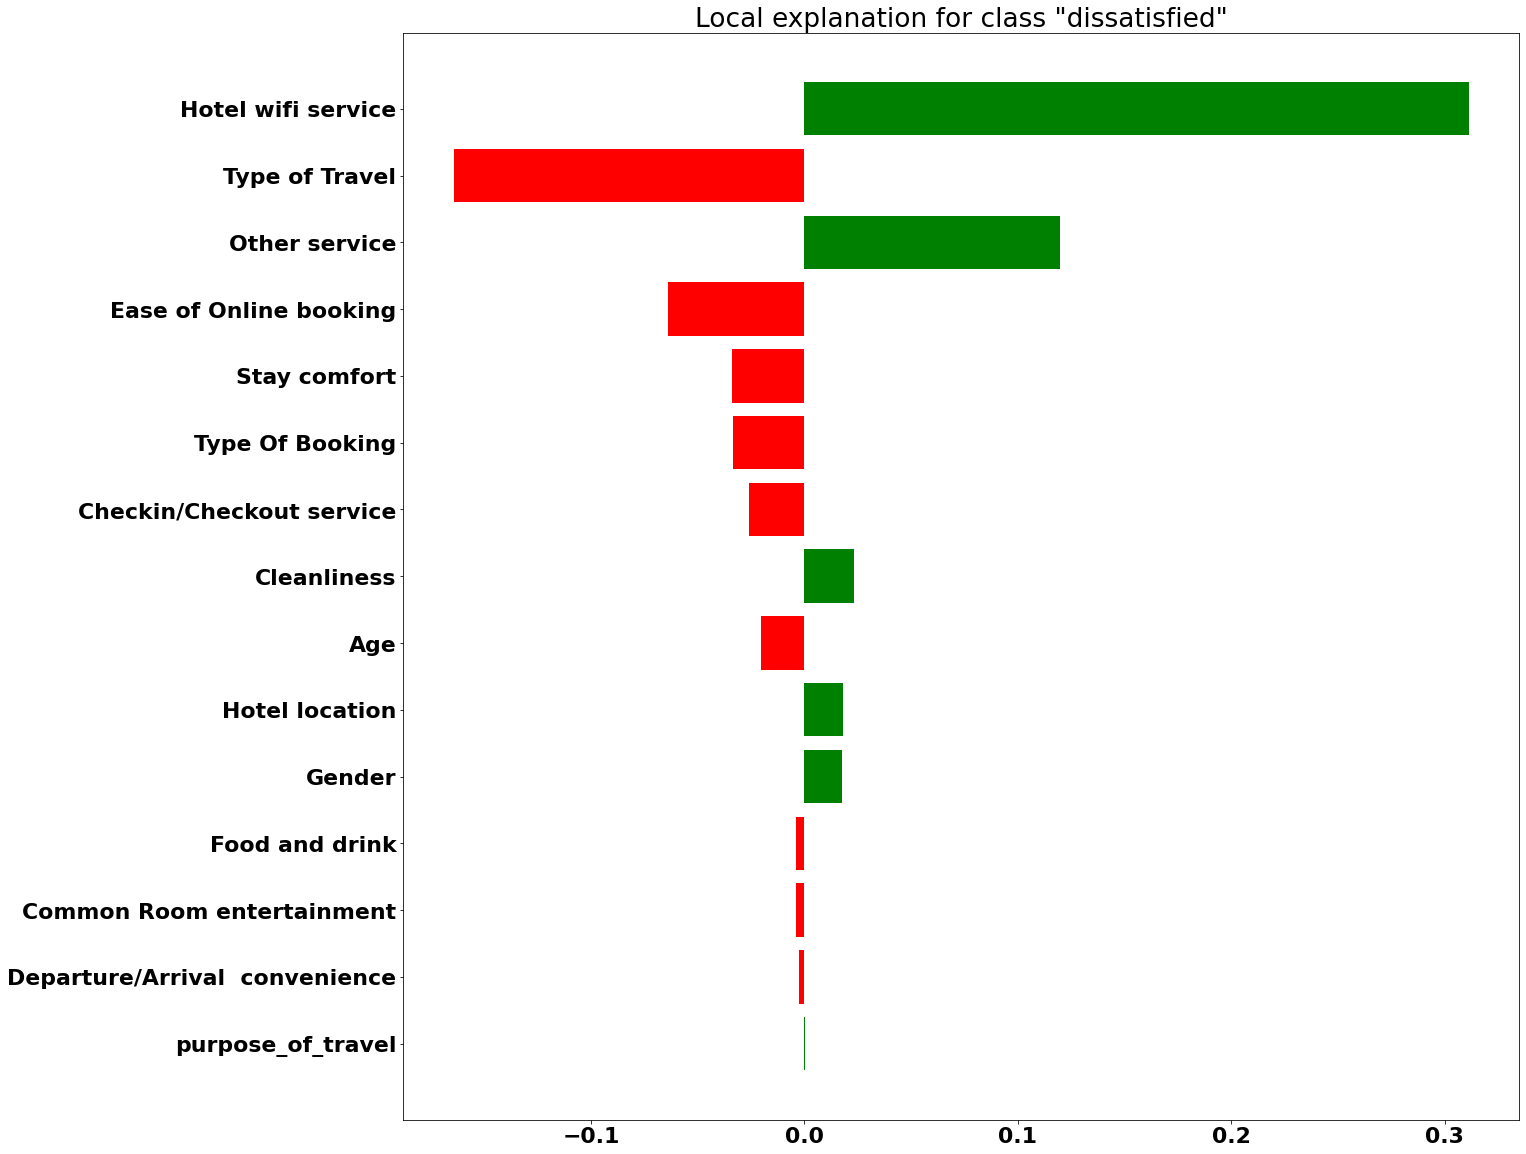 Local explanation for class "dissatisfied"
Hotel wifi service
Type of Travel
Other service
Ease of Online booking
Stay comfort
Type Of Booking
Checkin/Checkout service
Cleanliness
Age
Hotel location
Gender
Food and drink
Common Room entertainment
Departure/Arrival  convenience
purpose_of_travel
−0.1 0.0 0.1 0.2 0.3